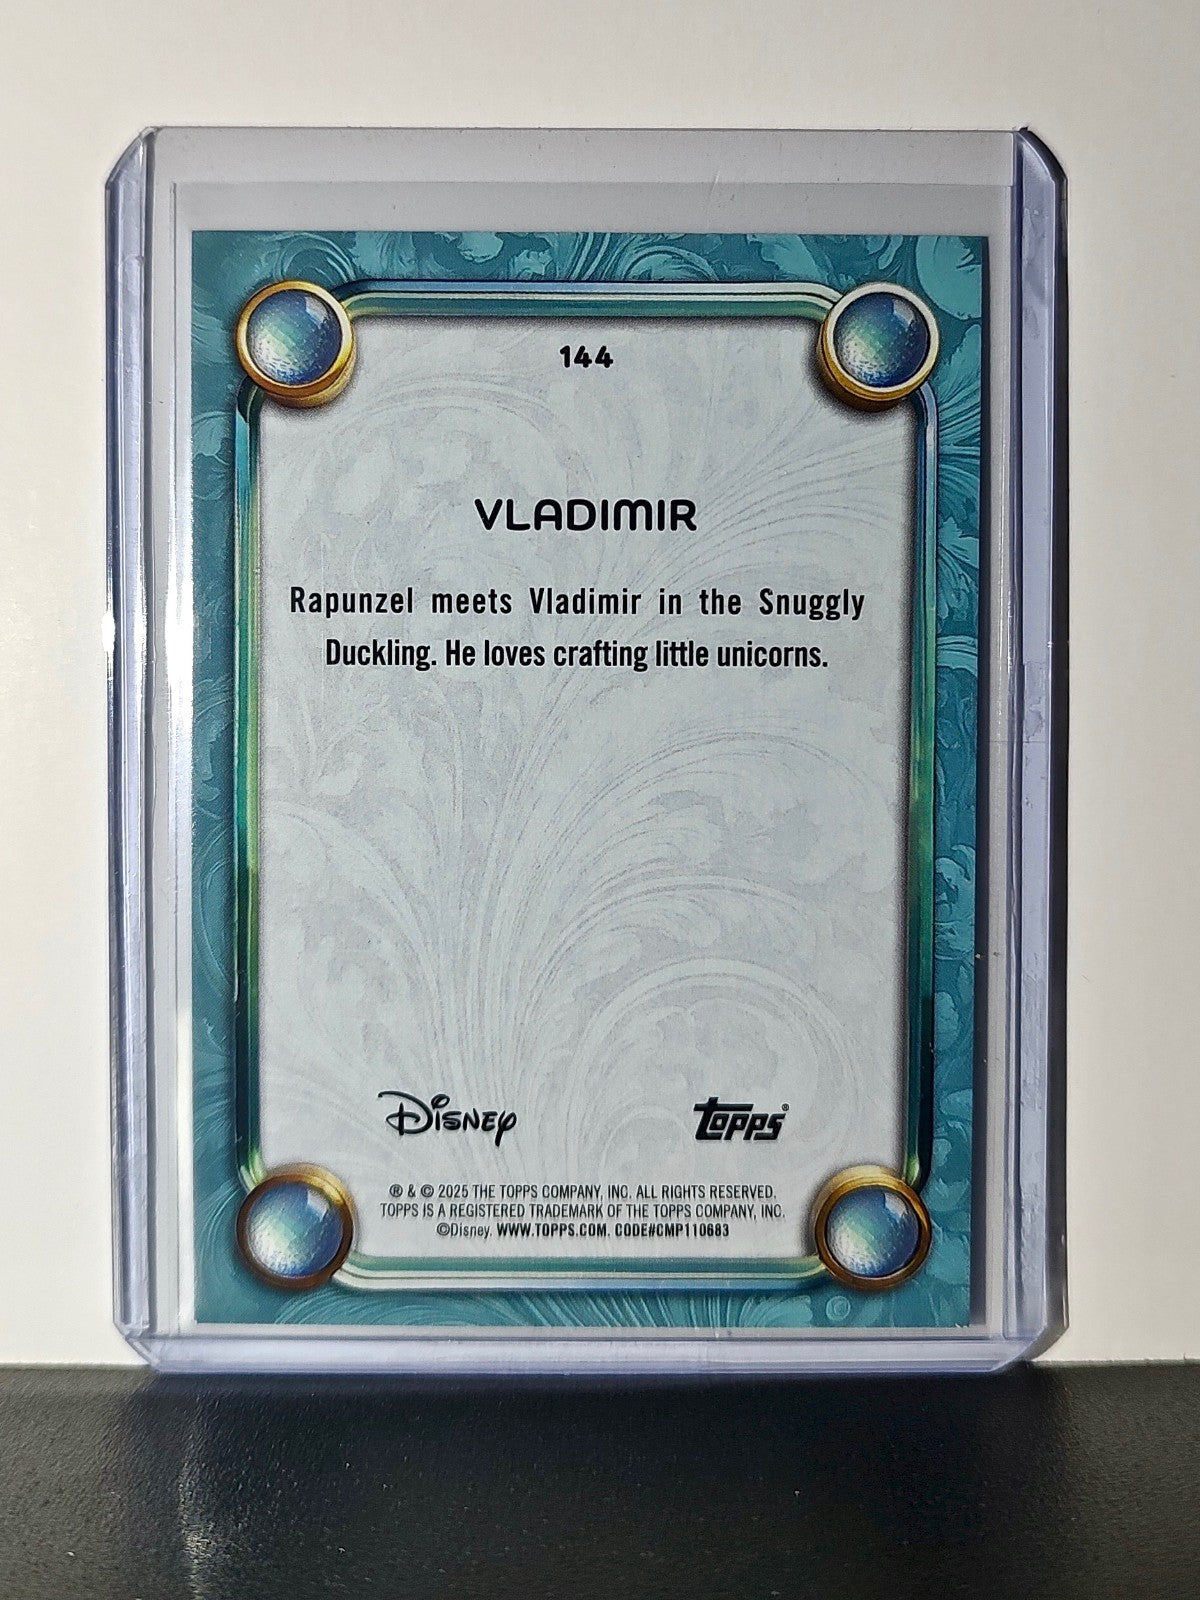 144
VLADIMIR
Rapunzel meets Vladimir in the Snuggly
Duckling. He loves crafting little unicorns.
Disney topps®
® & © 2025 THE TOPPS COMPANY, INC. ALL RIGHTS RESERVED.
TOPPS IS A REGISTERED TRADEMARK OF THE TOPPS COMPANY, INC.
©Disney. WWW.TOPPS.COM. CODE#CMP110683